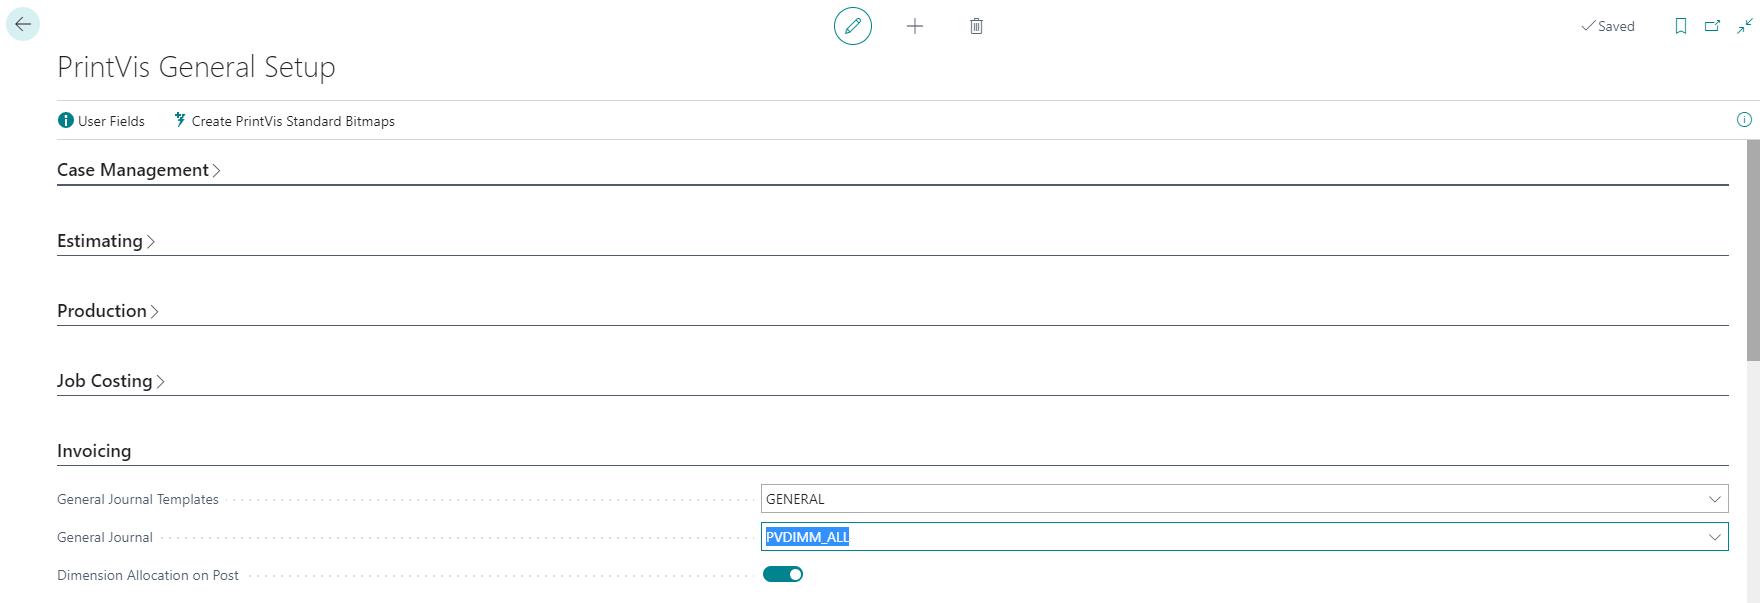 Saved
PrintVis General Setup
User Fields Create PrintVis Standard Bitmaps
Case Management
Estimating
Production
Job Costing
Invoicing
General Journal Templates GENERAL
General Journal PVDIMM_ALL
Dimension Allocation on Post